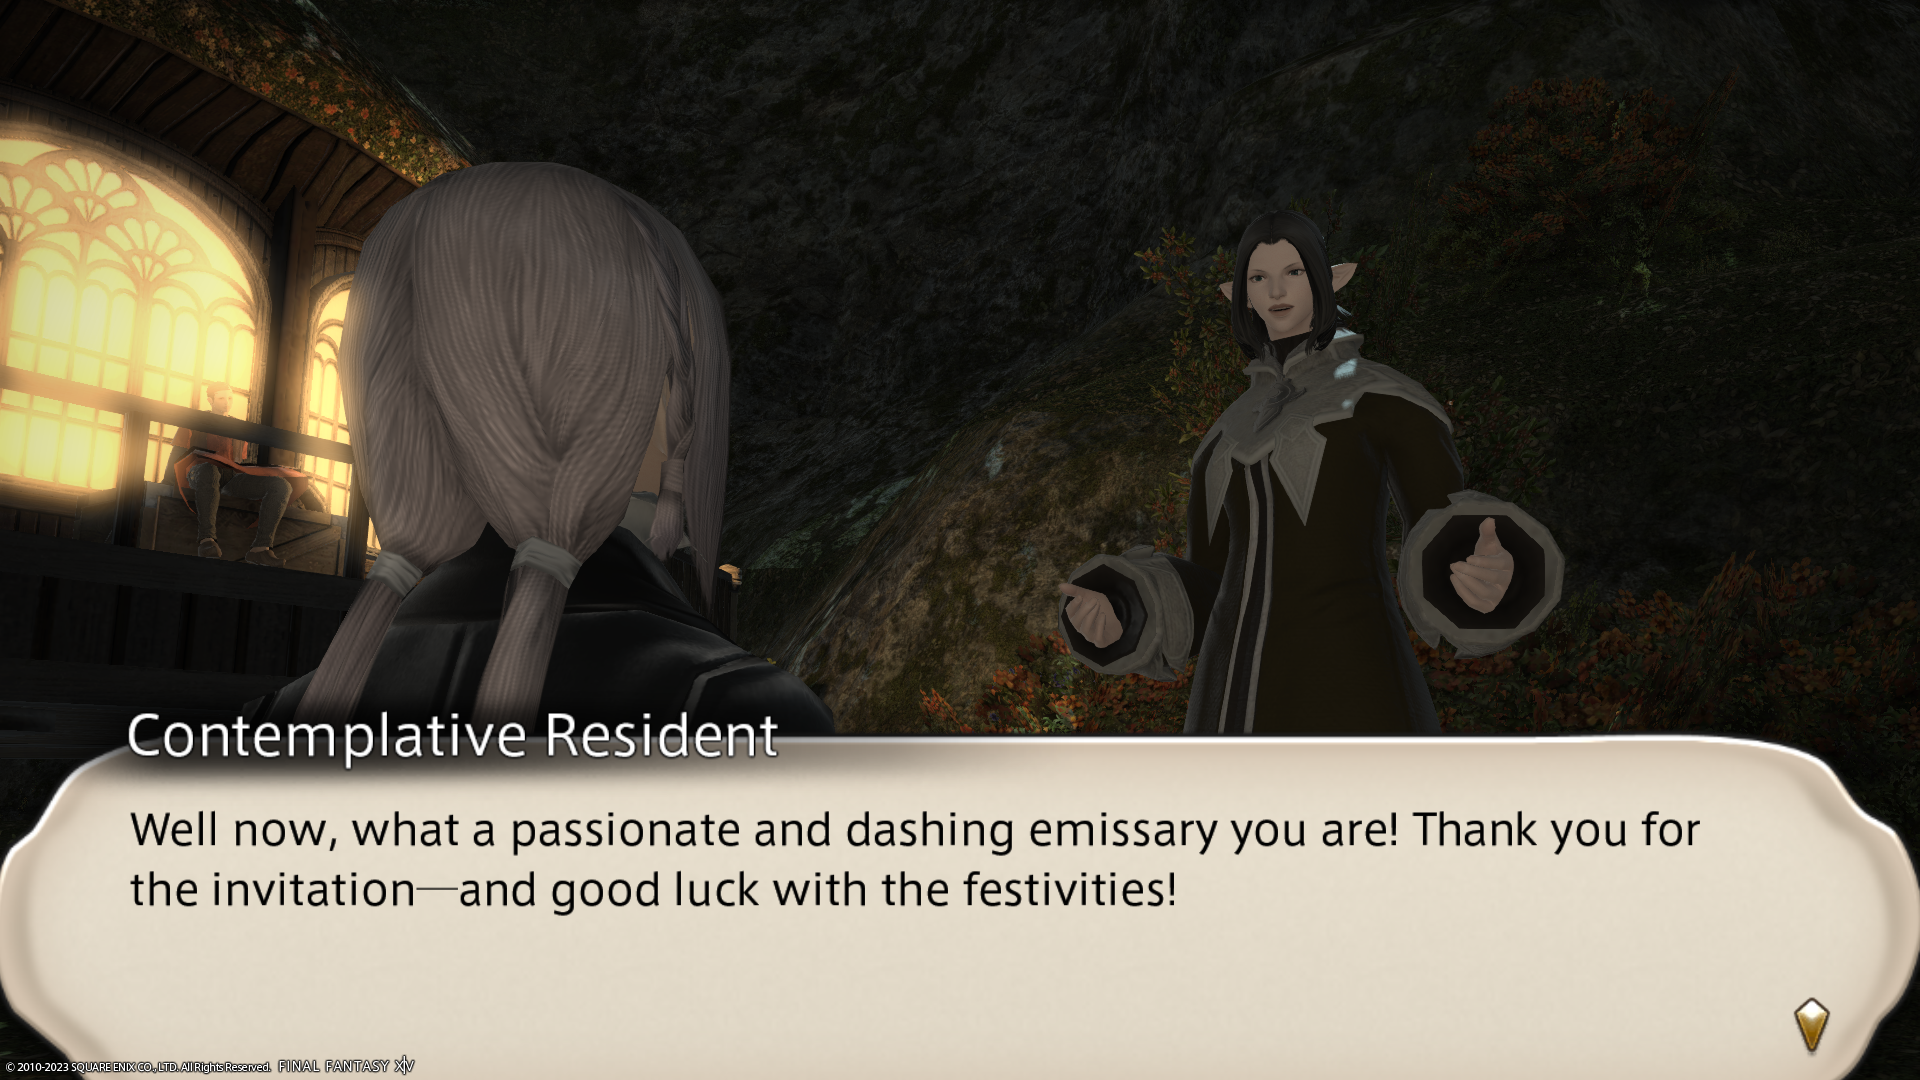 Contemplative Resident
Well now, what a passionate and dashing emissary you are! Thank you for
the invitation—and good luck with the festivities!
© 2010-2023 SQUARE ENIX CO., LTD. All Rights Reserved. FINAL FANTASY XIV